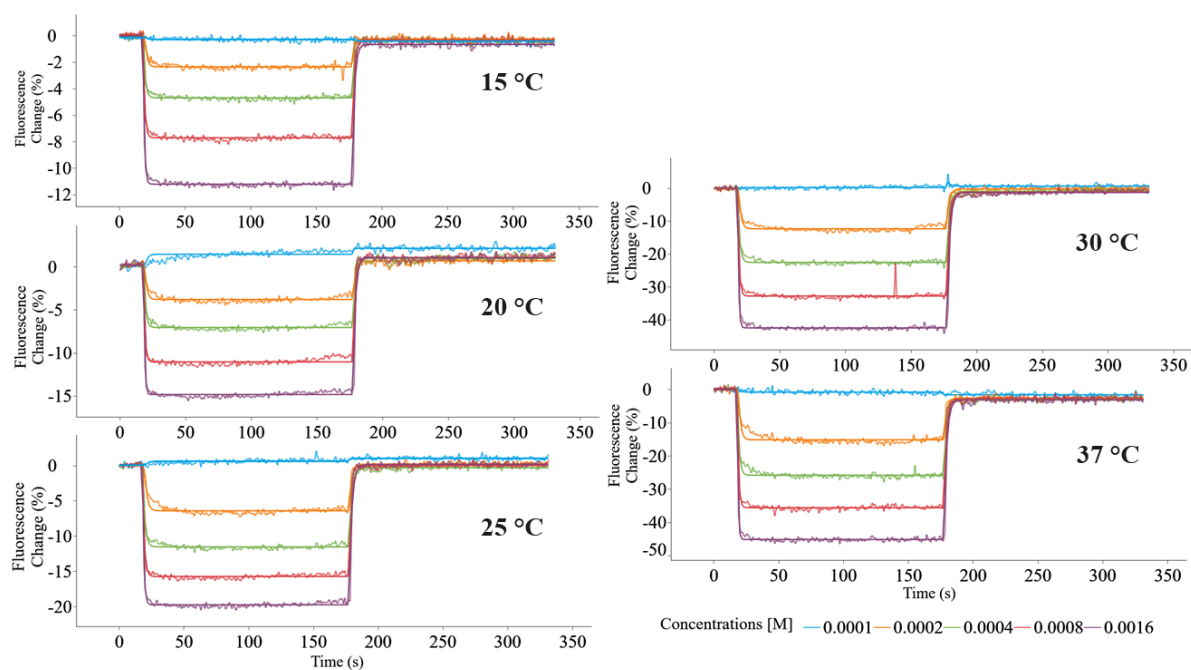 Fluorescence
Change (%)
0
-2
-4
-6
-8
-10
-12
15 °C
0 50 100 150 200 250 300 350
Fluorescence
Change (%)
0
-5
-10
-15
20 °C
0 50 100 150 200 250 300 350
Fluorescence
Change (%)
0
-5
-10
-15
-20
25 °C
0 50 100 150 200 250 300 350
Time (s)
Fluorescence
Change (%)
0
-10
-20
-30
-40
30 °C
0 50 100 150 200 250 300 350
Fluorescence
Change (%)
0
-10
-20
-30
-40
-50
37 °C
0 50 100 150 200 250 300 350
Time (s)
Concentrations [M] 0.0001 0.0002 0.0004 0.0008 0.0016